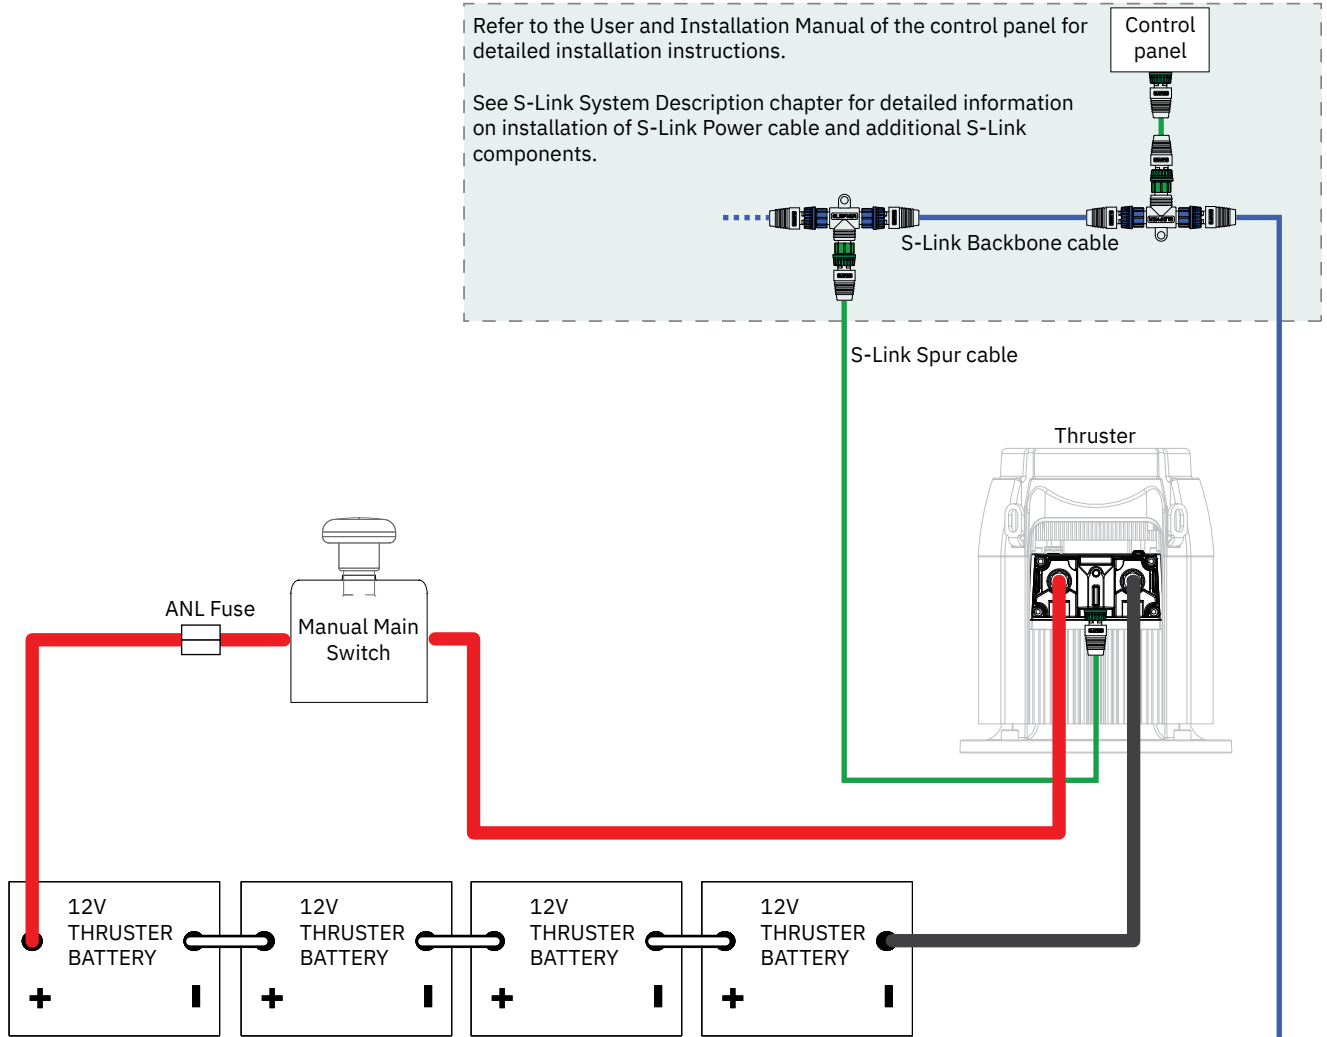 Refer to the User and Installation Manual of the control panel for
detailed installation instructions.
See S-Link System Description chapter for detailed information
on installation of S-Link Power cable and additional S-Link
components.
Control
panel
S-Link Backbone cable
S-Link Spur cable
Thruster
ANL Fuse
Manual Main
Switch
12V
THRUSTER
BATTERY
+
-
12V
THRUSTER
BATTERY
+
-
12V
THRUSTER
BATTERY
+
-
12V
THRUSTER
BATTERY
+
-